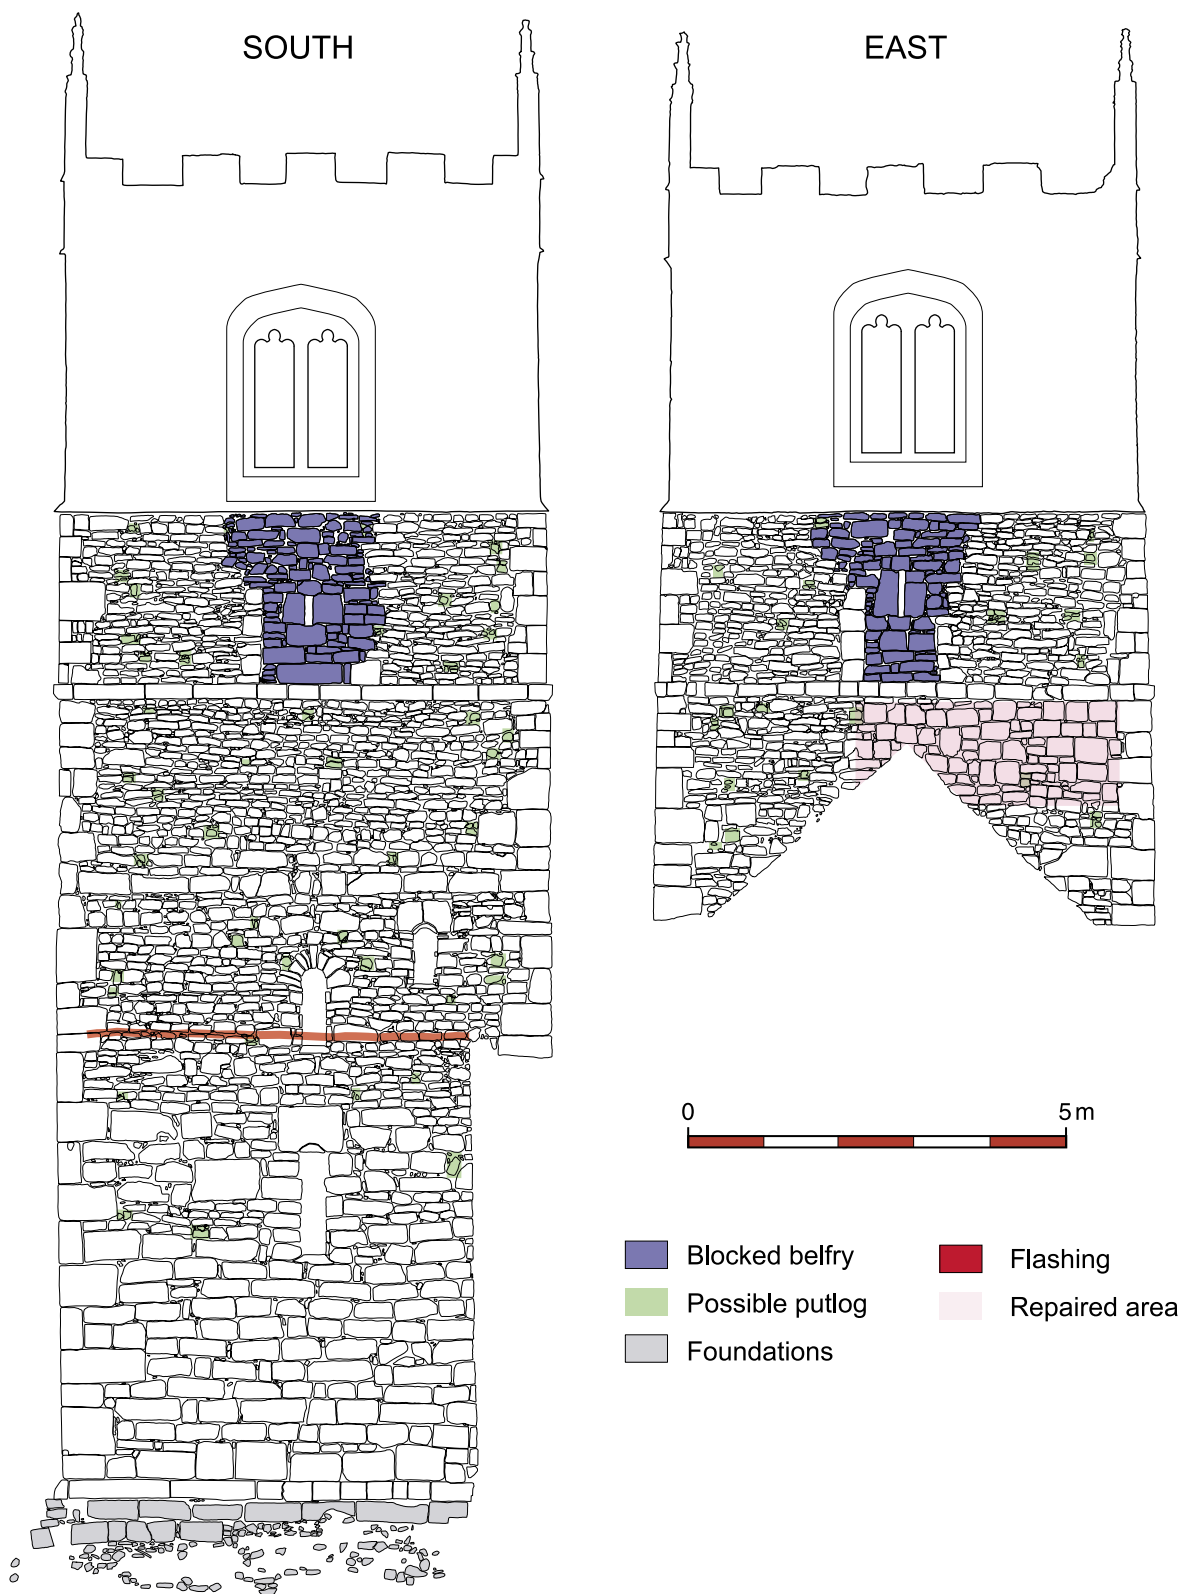 SOUTH
EAST
0 5 m
Blocked belfry
Possible putlog
Foundations
Flashing
Repaired area